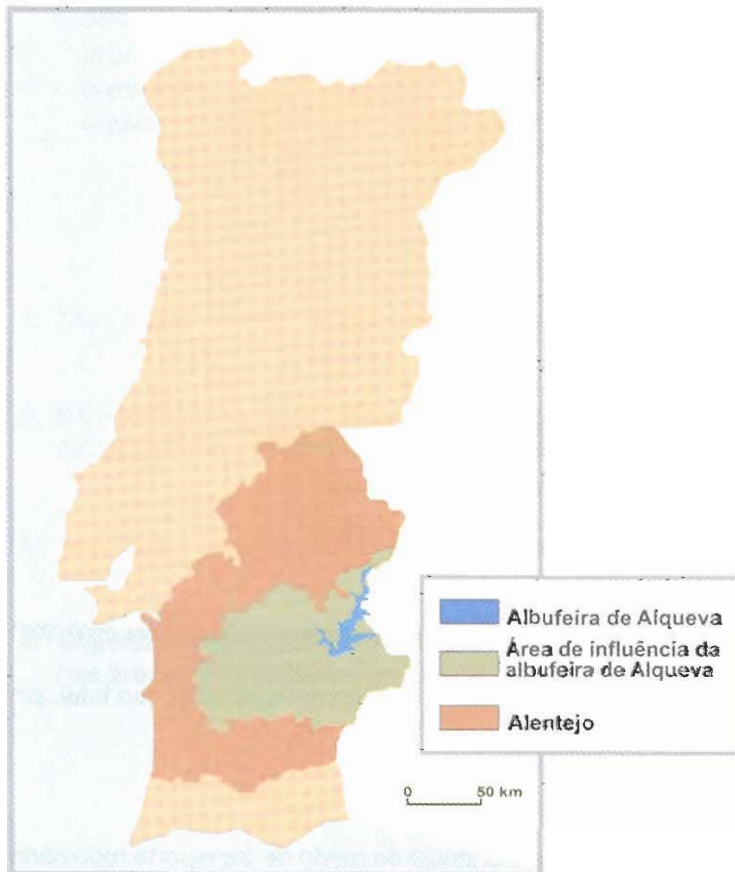 Albufeira de Alqueva
Área de influência da
albufeira de Alqueva
Alentejo
0 50 km